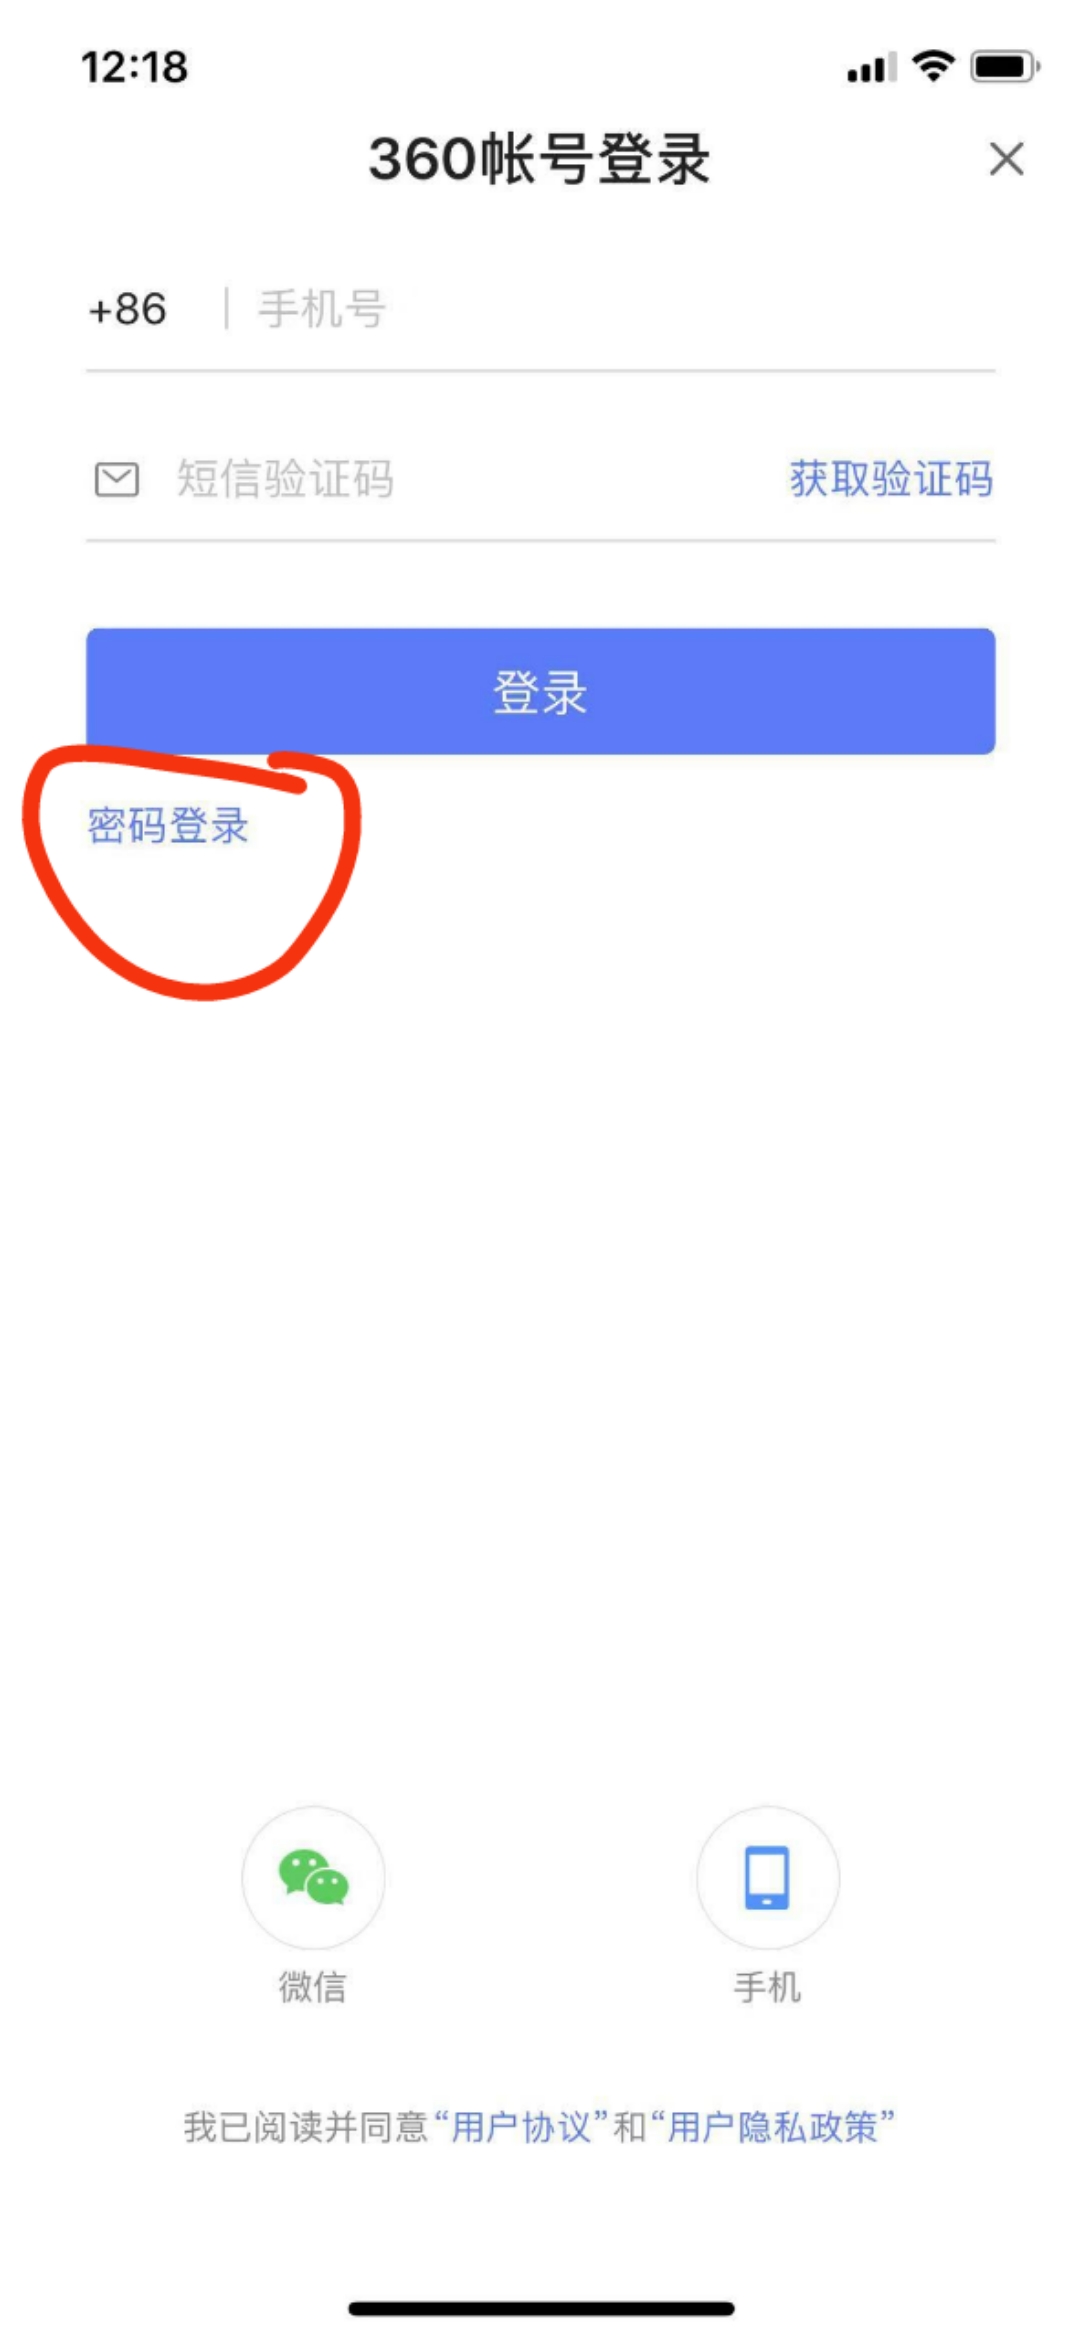 12:18
360帐号登录
+86 手机号
短信验证码 获取验证码
登录
密码登录
微信 手机
我已阅读并同意“用户协议”和“用户隐私政策”